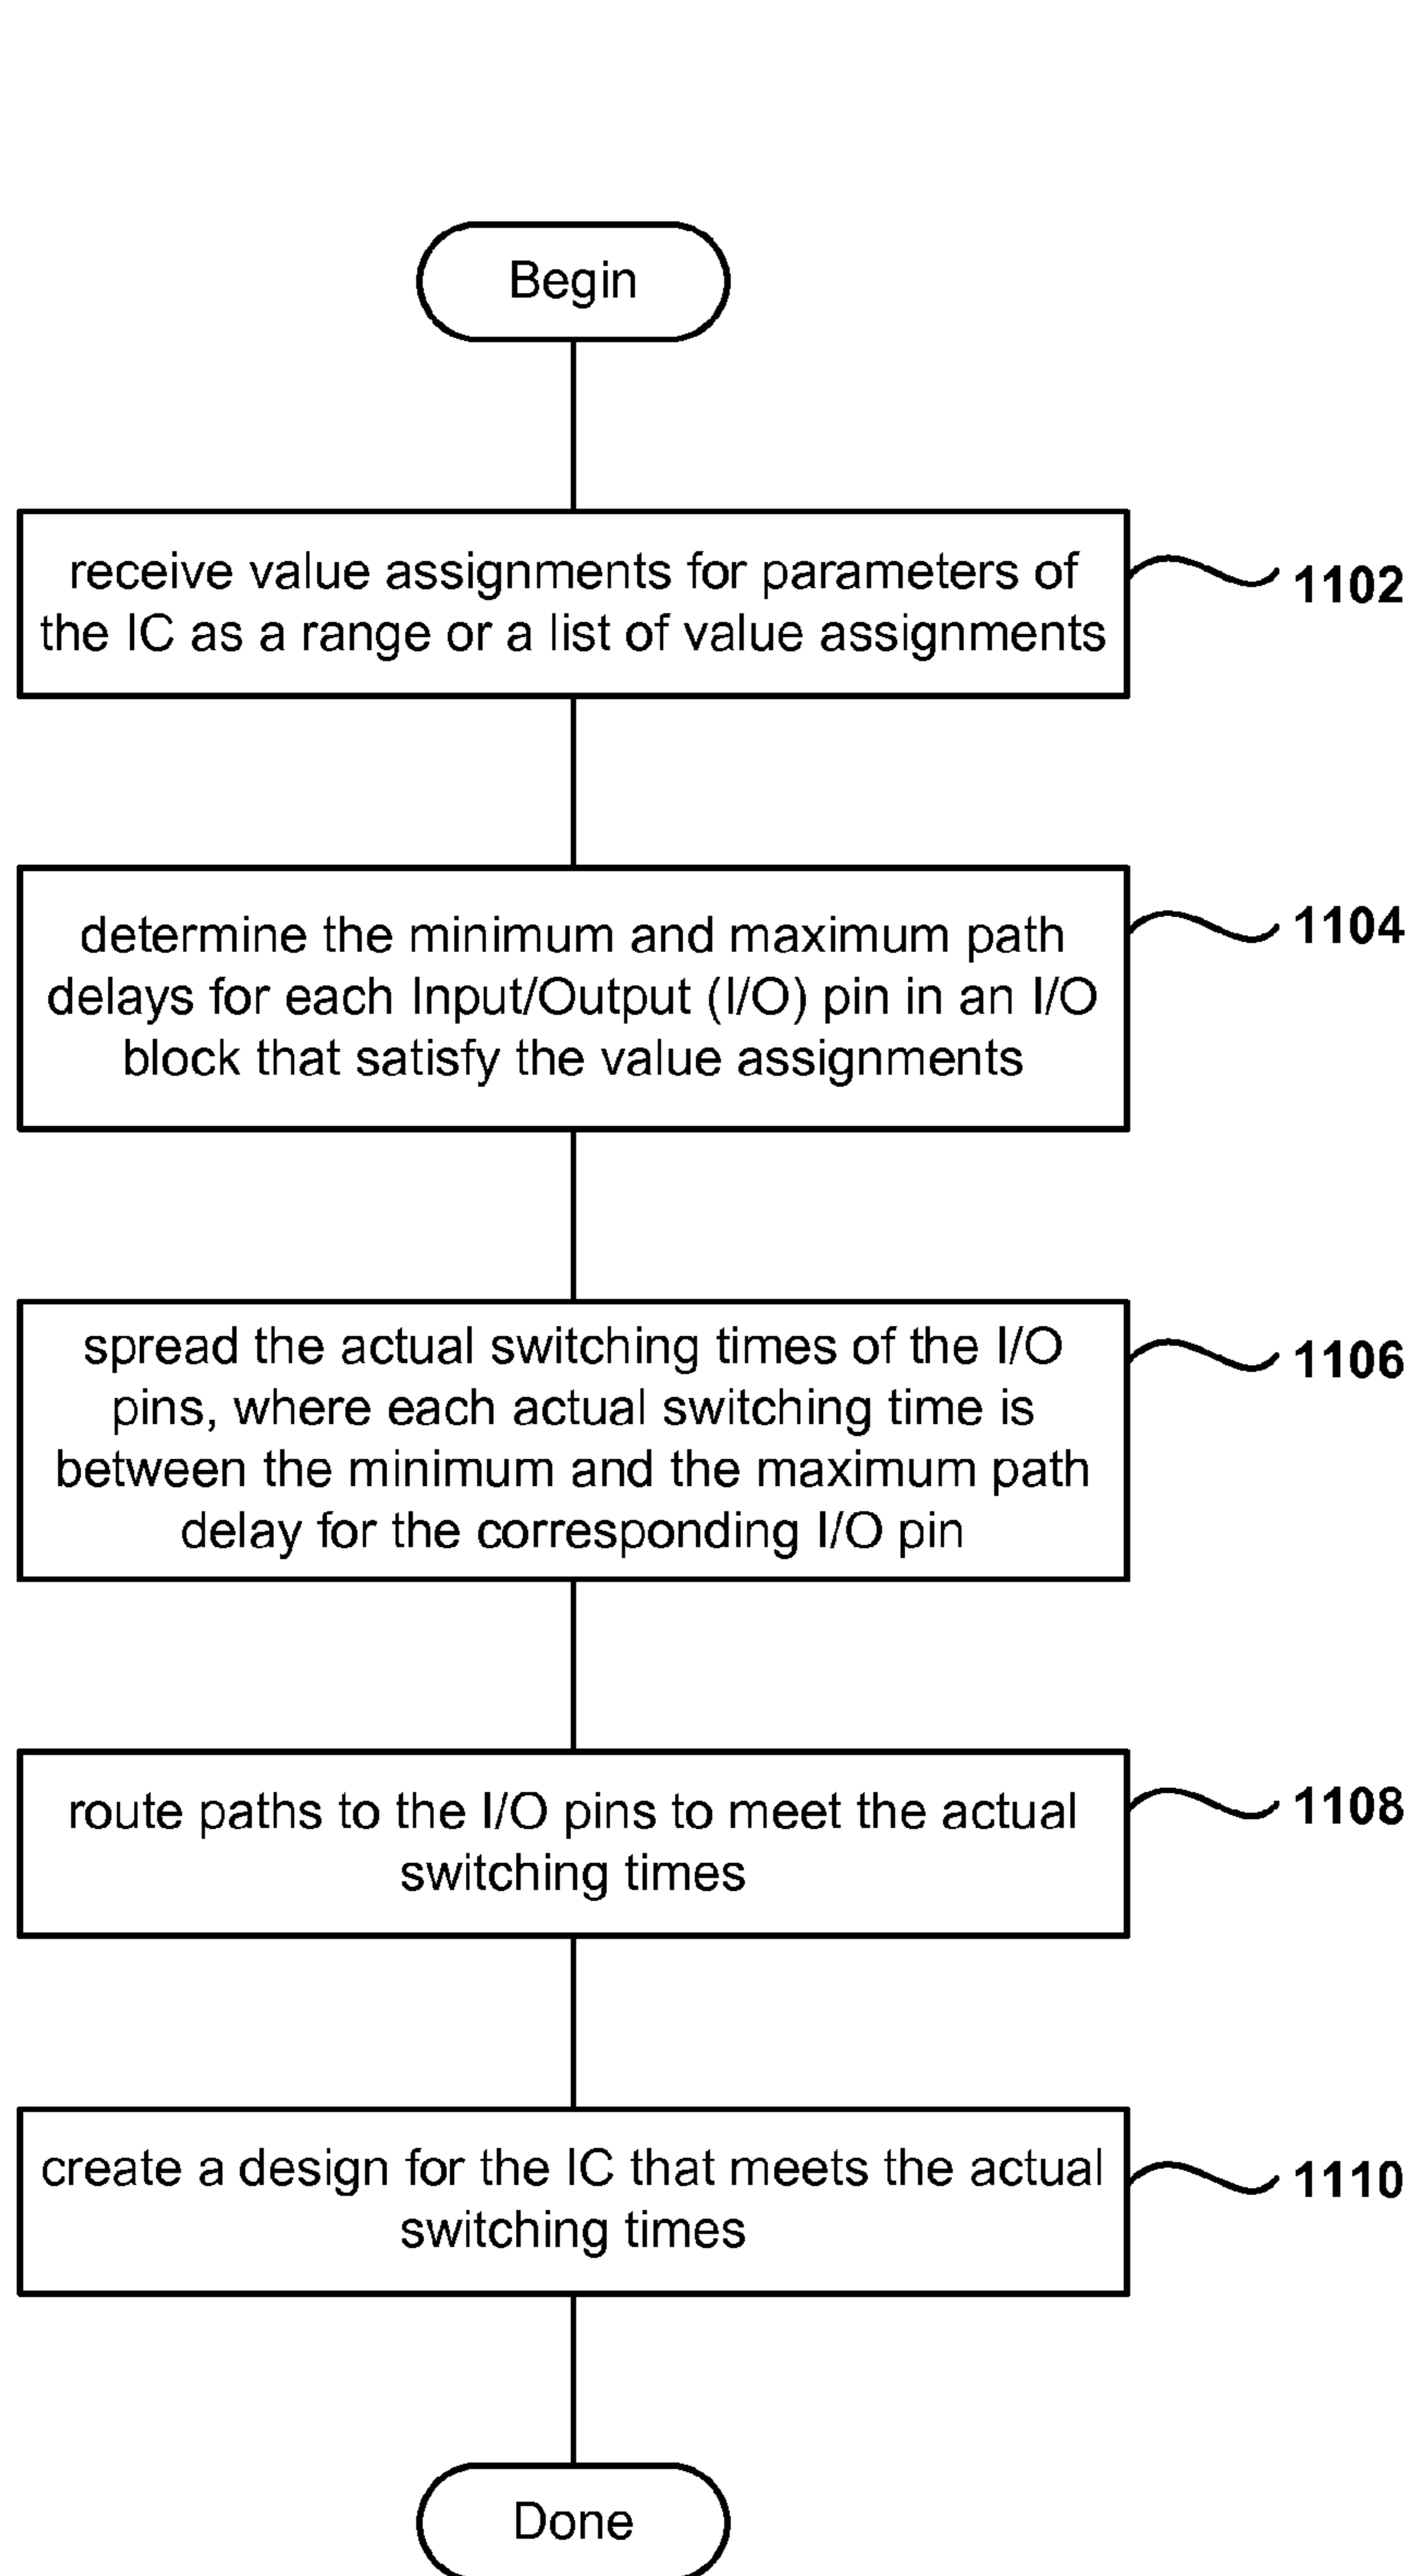 Begin
receive value assignments for parameters of
the IC as a range or a list of value assignments
1102
determine the minimum and maximum path
delays for each Input/Output (I/O) pin in an I/O
block that satisfy the value assignments
1104
spread the actual switching times of the I/O
pins, where each actual switching time is
between the minimum and the maximum path
delay for the corresponding I/O pin
1106
route paths to the I/O pins to meet the actual
switching times
1108
create a design for the IC that meets the actual
switching times
1110
Done